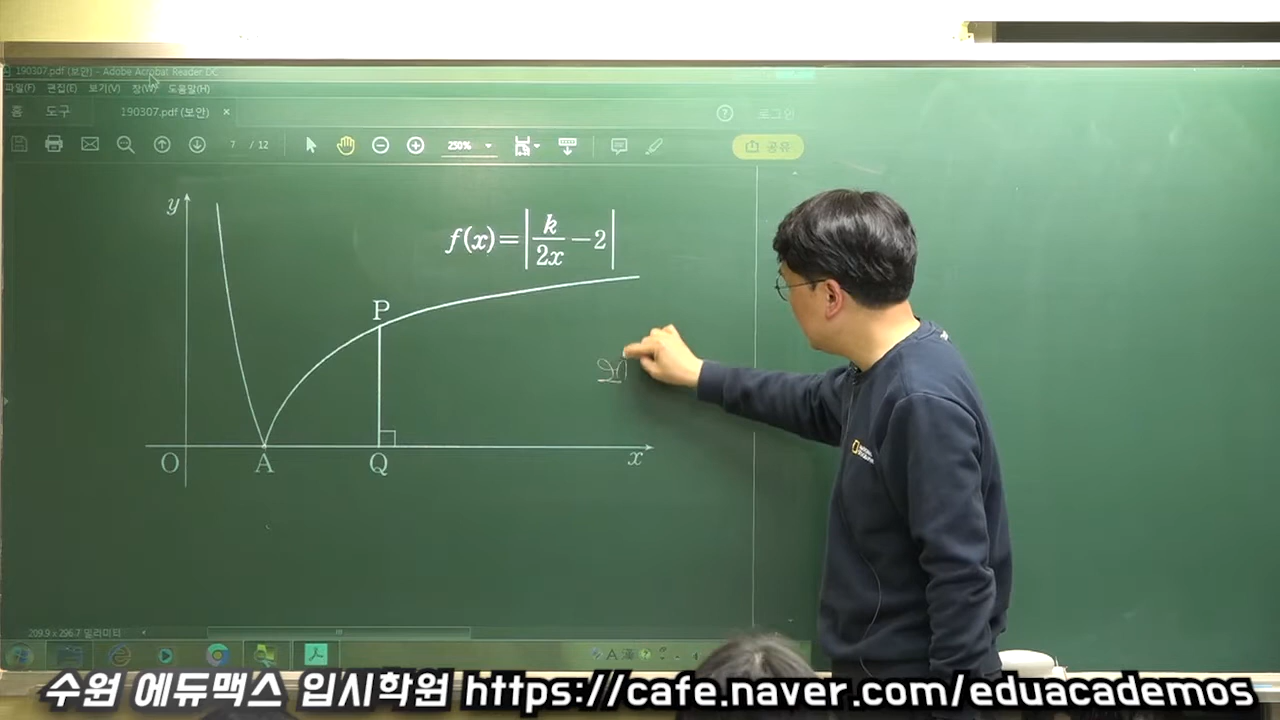 190307.pdf (보안) - Adobe Acrobat Reader DC
파일(F) 편집(E) 보기(V) 창(W) 도움말(H)
홈 도구 190307.pdf (보안) × ? 로그인
7 / 12 250% 공유
y
f(x)=|k/2x−2|
P
O A Q x
209.9 x 296.7 밀리미터
수원 에듀맥스 입시학원 https://cafe.naver.com/eduacademos